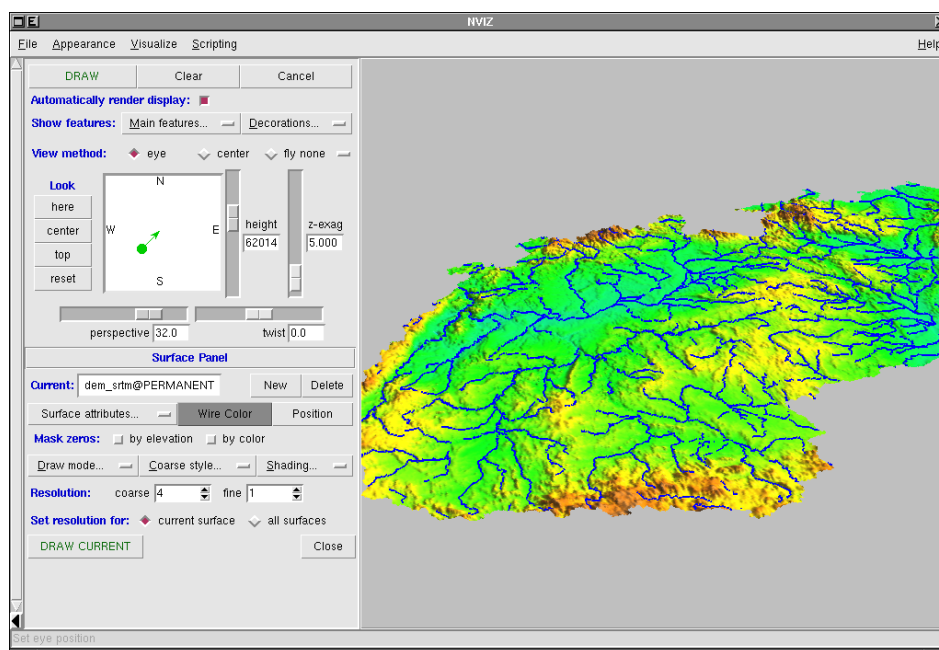 NVIZ
File Appearance Visualize Scripting Help
DRAW Clear Cancel
Automatically render display:
Show features: Main features... Decorations...
View method: eye center fly none
Look
here
center
top
reset
N
W E
S
height
62014
z-exag
5.000
perspective 32.0 twist 0.0
Surface Panel
Current: dem_srtm@PERMANENT New Delete
Surface attributes... Wire Color Position
Mask zeros: by elevation by color
Draw mode... Coarse style... Shading...
Resolution: coarse 4 fine 1
Set resolution for: current surface all surfaces
DRAW CURRENT Close
Set eye position